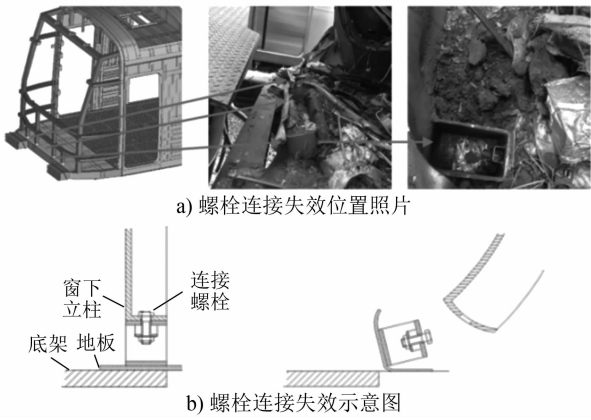 a) 螺栓连接失效位置照片
窗下
立柱
连接
螺栓
底架
地板
b) 螺栓连接失效示意图